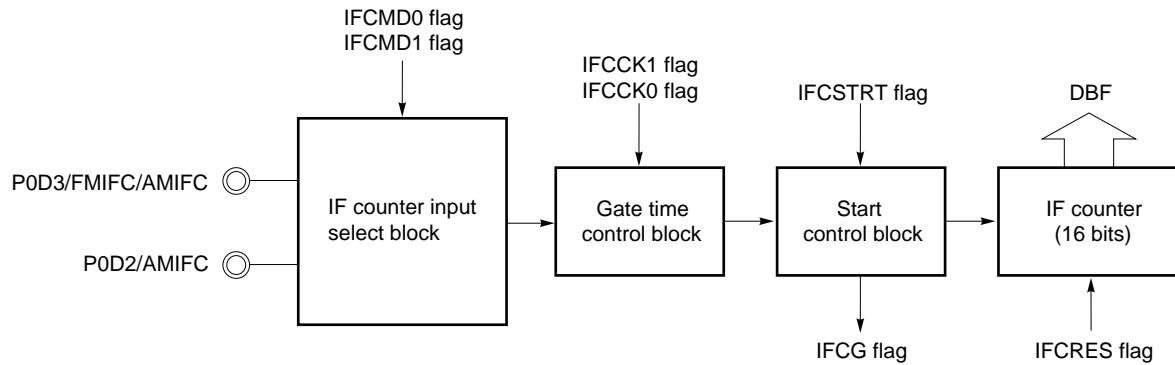 IFCMD0 flag
IFCMD1 flag
IFCCK1 flag
IFCCK0 flag
IFCSTRT flag
DBF
P0D3/FMIFC/AMIFC
P0D2/AMIFC
IF counter input
select block
Gate time
control block
Start
control block
IF counter
(16 bits)
IFCG flag
IFCRES flag